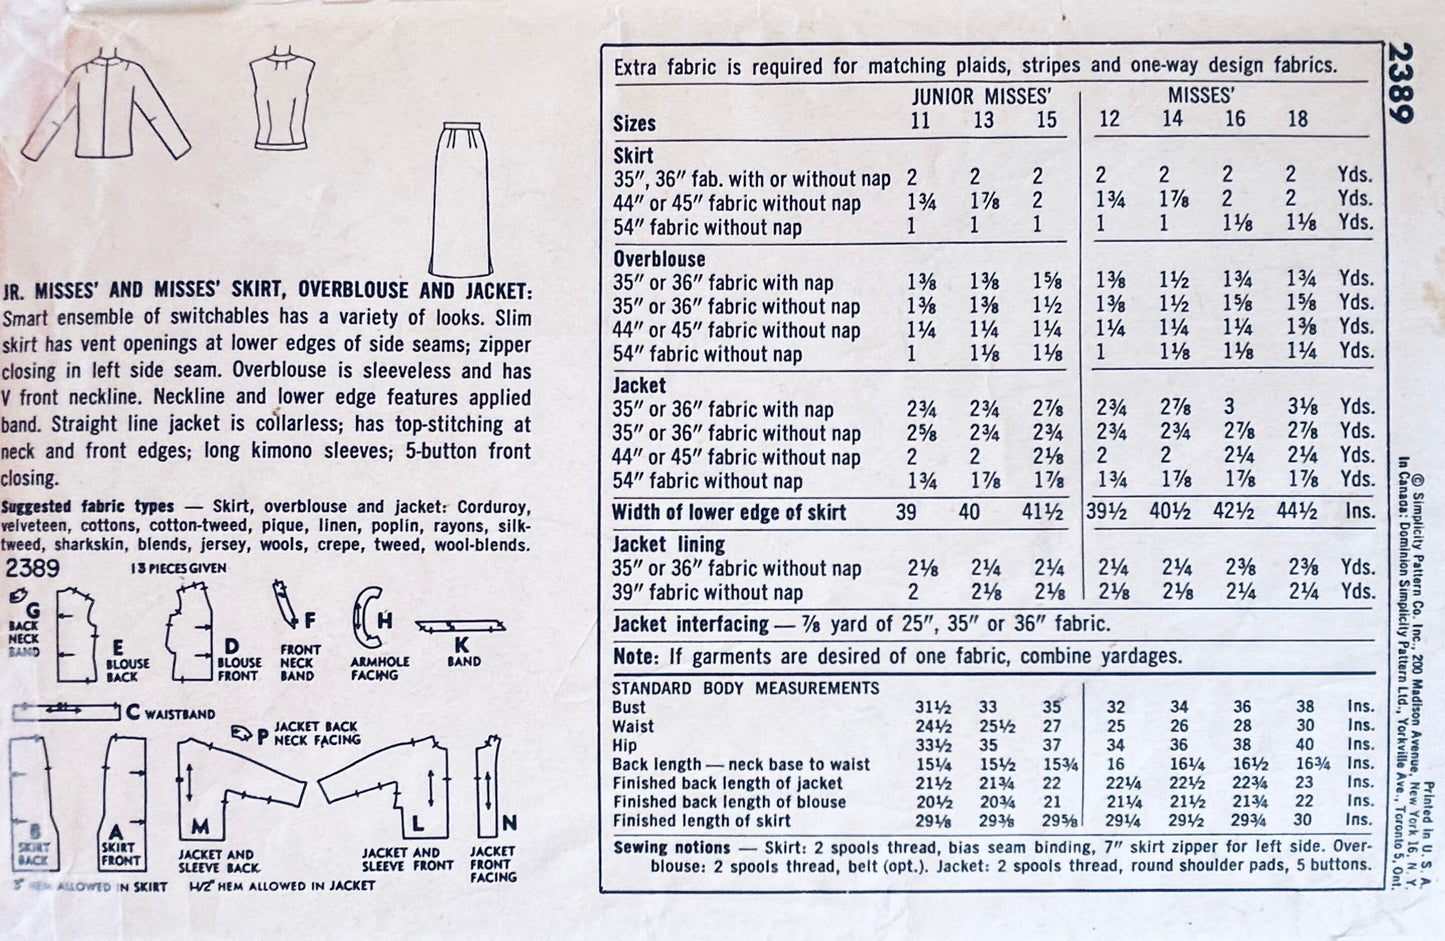 JR. MISSES' AND MISSES' SKIRT, OVERBLOUSE AND JACKET:
Smart ensemble of switchables has a variety of looks. Slim
skirt has vent openings at lower edges of side seams; zipper
closing in left side seam. Overblouse is sleeveless and has
V front neckline. Neckline and lower edge features applied
band. Straight line jacket is collarless; has top-stitching at
neck and front edges; long kimono sleeves; 5-button front
closing.
Suggested fabric types — Skirt, overblouse and jacket: Corduroy,
velveteen, cottons, cotton-tweed, pique, linen, poplin, rayons, silk-
tweed, sharkskin, blends, jersey, wools, crepe, tweed, wool-blends.
2389 13 PIECES GIVEN
G
BACK
NECK
BAND
E
BLOUSE
BACK
D
BLOUSE
FRONT
F
FRONT
NECK
BAND
H
ARMHOLE
FACING
K
BAND
C WAISTBAND
P JACKET BACK
NECK FACING
B
SKIRT
BACK
A
SKIRT
FRONT
M
JACKET AND
SLEEVE BACK
L
JACKET AND
SLEEVE FRONT
N
JACKET
FRONT
FACING
3" HEM ALLOWED IN SKIRT 1-1/2" HEM ALLOWED IN JACKET
Extra fabric is required for matching plaids, stripes and one-way design fabrics.
JUNIOR MISSES' MISSES'
Sizes 11 13 15 12 14 16 18
Skirt
35", 36" fab. with or without nap 2 2 2 2 2 2 2 Yds.
44" or 45" fabric without nap 1¾ 1⅞ 2 1¾ 1⅞ 2 2 Yds.
54" fabric without nap 1 1 1 1 1 1⅛ 1⅛ Yds.
Overblouse
35" or 36" fabric with nap 1⅜ 1⅜ 1⅝ 1⅜ 1½ 1¾ 1¾ Yds.
35" or 36" fabric without nap 1⅜ 1⅜ 1½ 1⅜ 1½ 1⅝ 1⅝ Yds.
44" or 45" fabric without nap 1¼ 1¼ 1¼ 1¼ 1¼ 1¼ 1⅜ Yds.
54" fabric without nap 1 1⅛ 1⅛ 1 1⅛ 1⅛ 1¼ Yds.
Jacket
35" or 36" fabric with nap 2¾ 2¾ 2⅞ 2¾ 2⅞ 3 3⅛ Yds.
35" or 36" fabric without nap 2⅝ 2¾ 2¾ 2¾ 2¾ 2⅞ 2⅞ Yds.
44" or 45" fabric without nap 2 2 2⅛ 2 2 2¼ 2¼ Yds.
54" fabric without nap 1¾ 1⅞ 1⅞ 1¾ 1⅞ 1⅞ 1⅞ Yds.
Width of lower edge of skirt 39 40 41½ 39½ 40½ 42½ 44½ Ins.
Jacket lining
35" or 36" fabric without nap 2⅛ 2¼ 2¼ 2¼ 2¼ 2⅜ 2⅜ Yds.
39" fabric without nap 2 2⅛ 2⅛ 2⅛ 2⅛ 2¼ 2¼ Yds.
Jacket interfacing — ⅞ yard of 25", 35" or 36" fabric.
Note: If garments are desired of one fabric, combine yardages.
STANDARD BODY MEASUREMENTS
Bust 31½ 33 35 32 34 36 38 Ins.
Waist 24½ 25½ 27 25 26 28 30 Ins.
Hip 33½ 35 37 34 36 38 40 Ins.
Back length — neck base to waist 15¼ 15½ 15¾ 16 16¼ 16½ 16¾ Ins.
Finished back length of jacket 21½ 21¾ 22 22¼ 22½ 22¾ 23 Ins.
Finished back length of blouse 20½ 20¾ 21 21¼ 21½ 21¾ 22 Ins.
Finished length of skirt 29⅛ 29⅜ 29⅝ 29¼ 29½ 29¾ 30 Ins.
Sewing notions — Skirt: 2 spools thread, bias seam binding, 7" skirt zipper for left side. Over-
blouse: 2 spools thread, belt (opt.). Jacket: 2 spools thread, round shoulder pads, 5 buttons.
2389
Printed in U. S. A.
© Simplicity Pattern Co. Inc., 200 Madison Avenue, New York 16, N. Y.
In Canada: Dominion Simplicity Pattern Ltd., Yorkville Ave., Toronto 5, Ont.